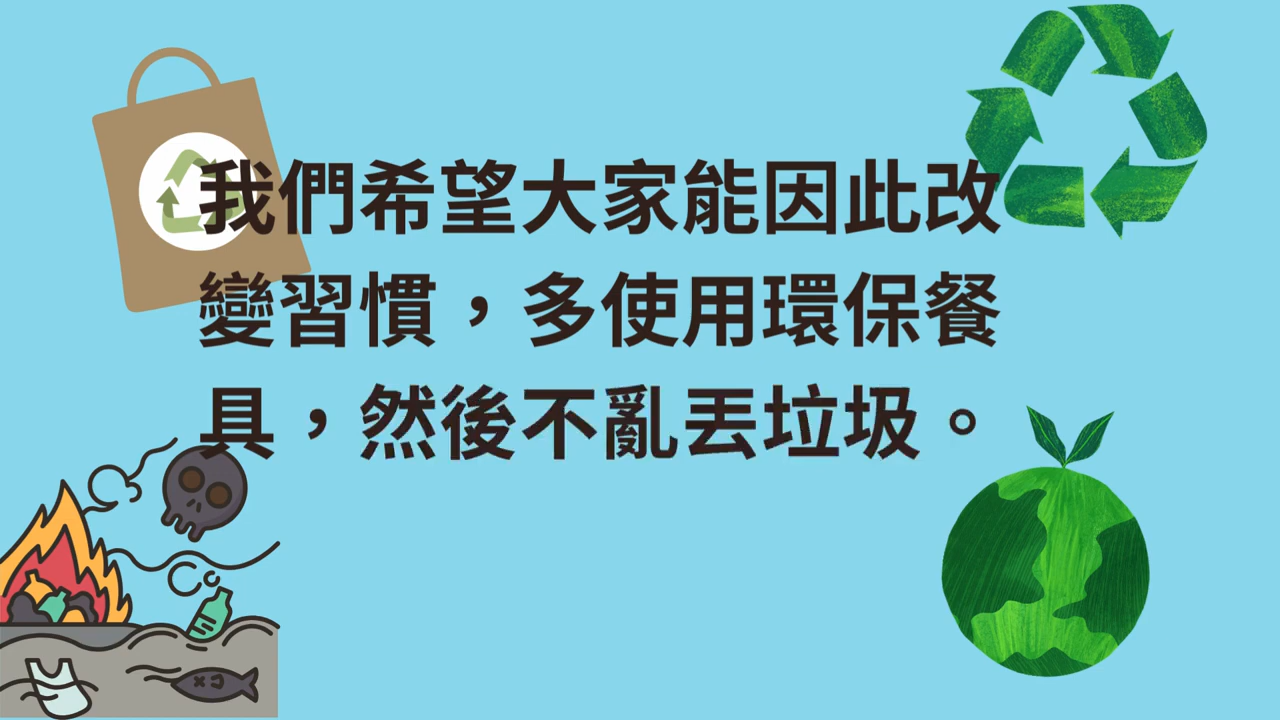 我們希望大家能因此改
變習慣，多使用環保餐
具，然後不亂丟垃圾。